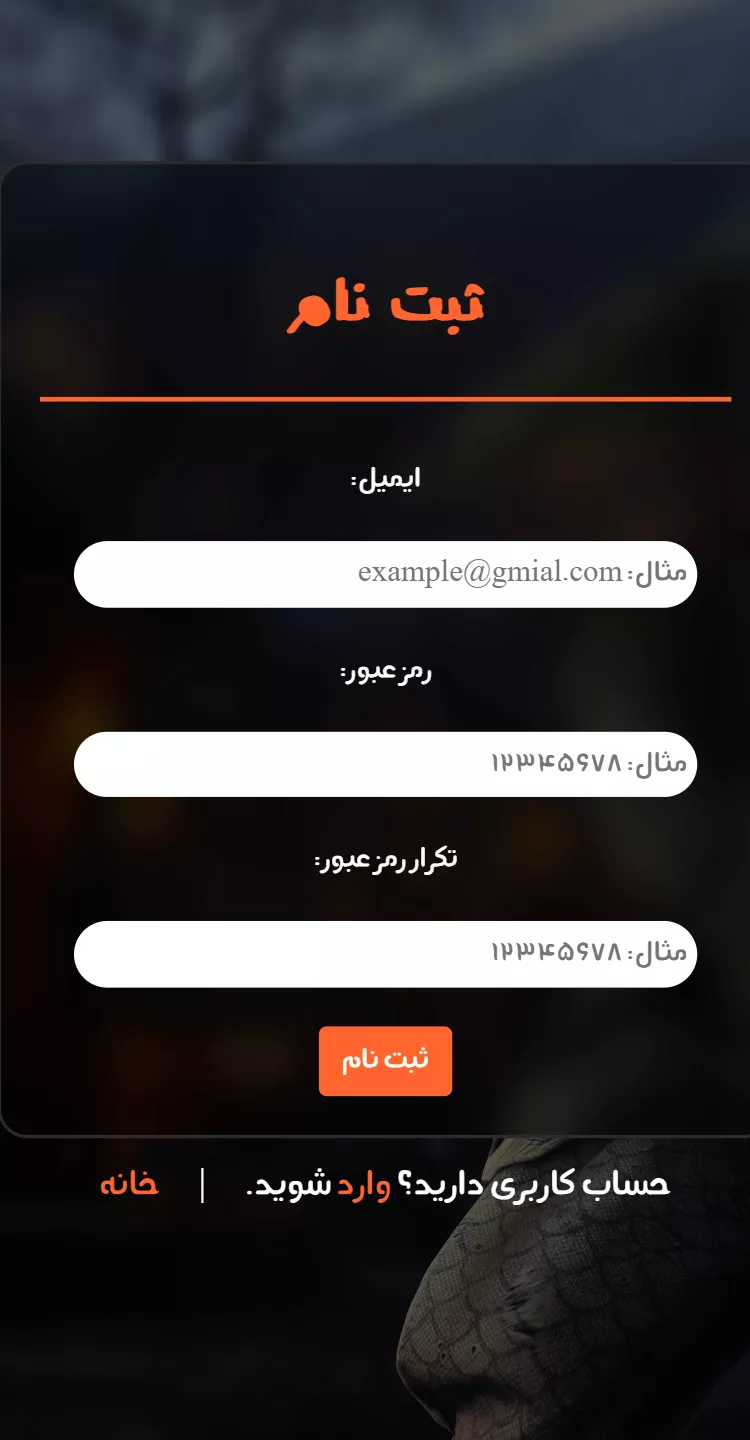 ثبت نام
ایمیل:
مثال: example@gmial.com
رمز عبور:
مثال: ۱۲۳۴۵۶۷۸
تکرار رمز عبور:
مثال: ۱۲۳۴۵۶۷۸
ثبت نام
حساب کاربری دارید؟ وارد شوید. | خانه